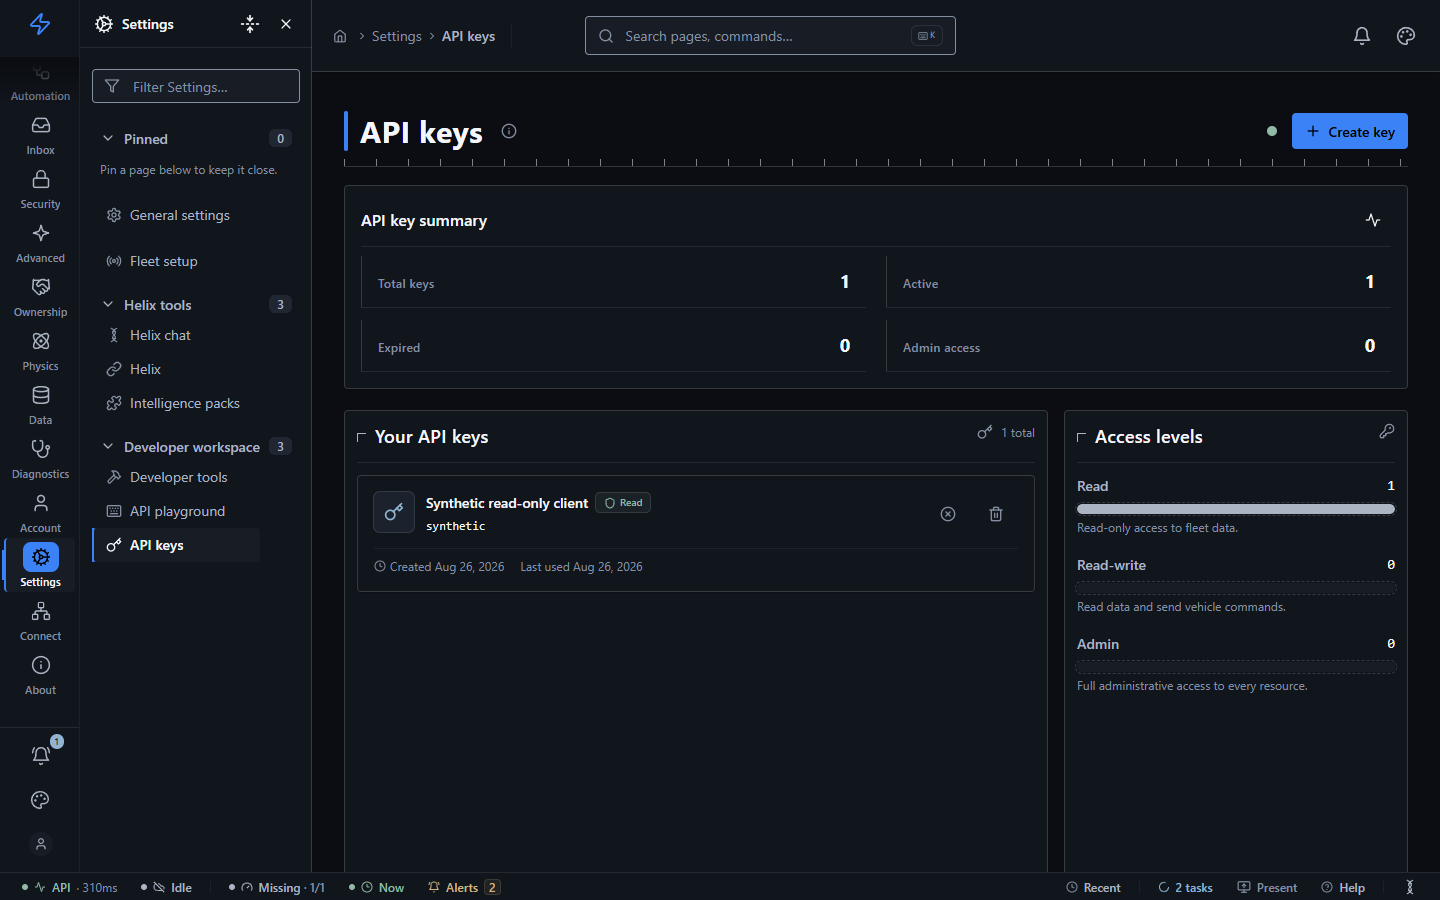 Settings
Automation
Inbox
Security
Advanced
Ownership
Physics
Data
Diagnostics
Account
Settings
Connect
About
1
Filter Settings...
Pinned 0
Pin a page below to keep it close.
General settings
Fleet setup
Helix tools 3
Helix chat
Helix
Intelligence packs
Developer workspace 3
Developer tools
API playground
API keys
Settings API keys
Search pages, commands... K
API keys
Create key
API key summary
Total keys 1
Active 1
Expired 0
Admin access 0
Your API keys 1 total
Synthetic read-only client Read
synthetic
Created Aug 26, 2026 Last used Aug 26, 2026
Access levels
Read 1
Read-only access to fleet data.
Read-write 0
Read data and send vehicle commands.
Admin 0
Full administrative access to every resource.
API · 310ms Idle Missing · 1/1 Now Alerts 2 Recent 2 tasks Present Help